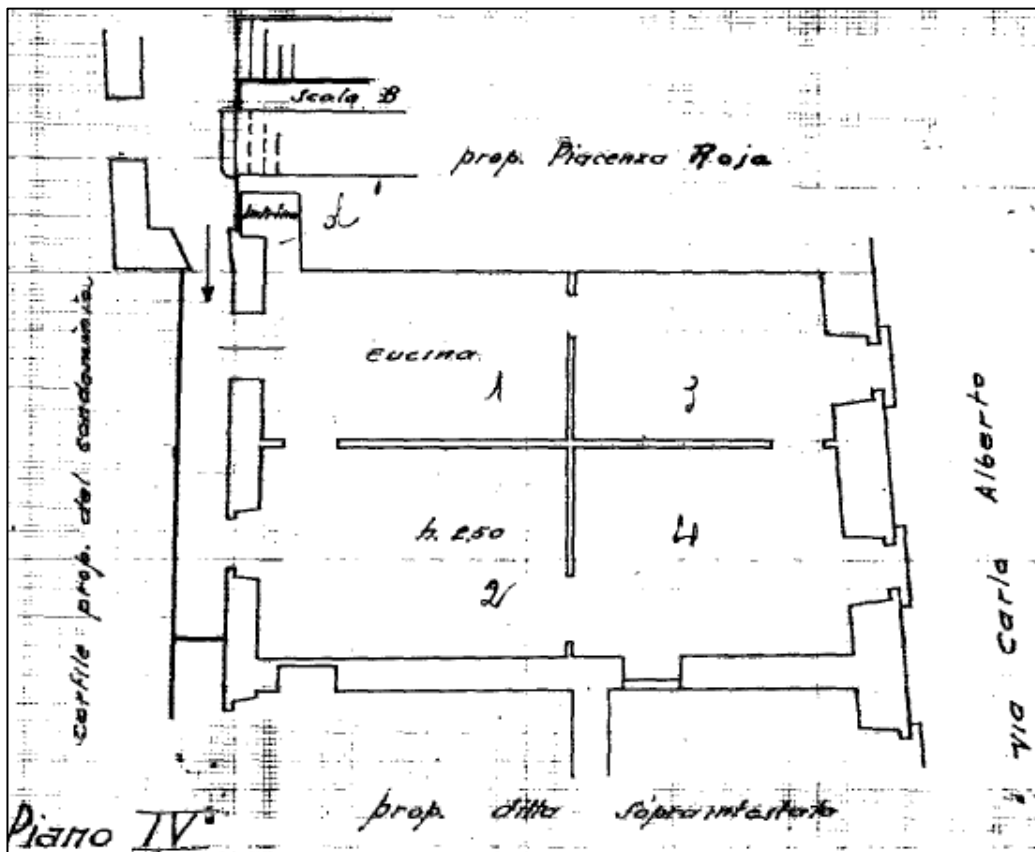 scala B
prop. Piacenza Roja
latrina
cucina
1
3
h. 2,50
4
2
cortile prop. del condominio
via Carlo Alberto
prop. ditta sopraintestata
Piano IV°